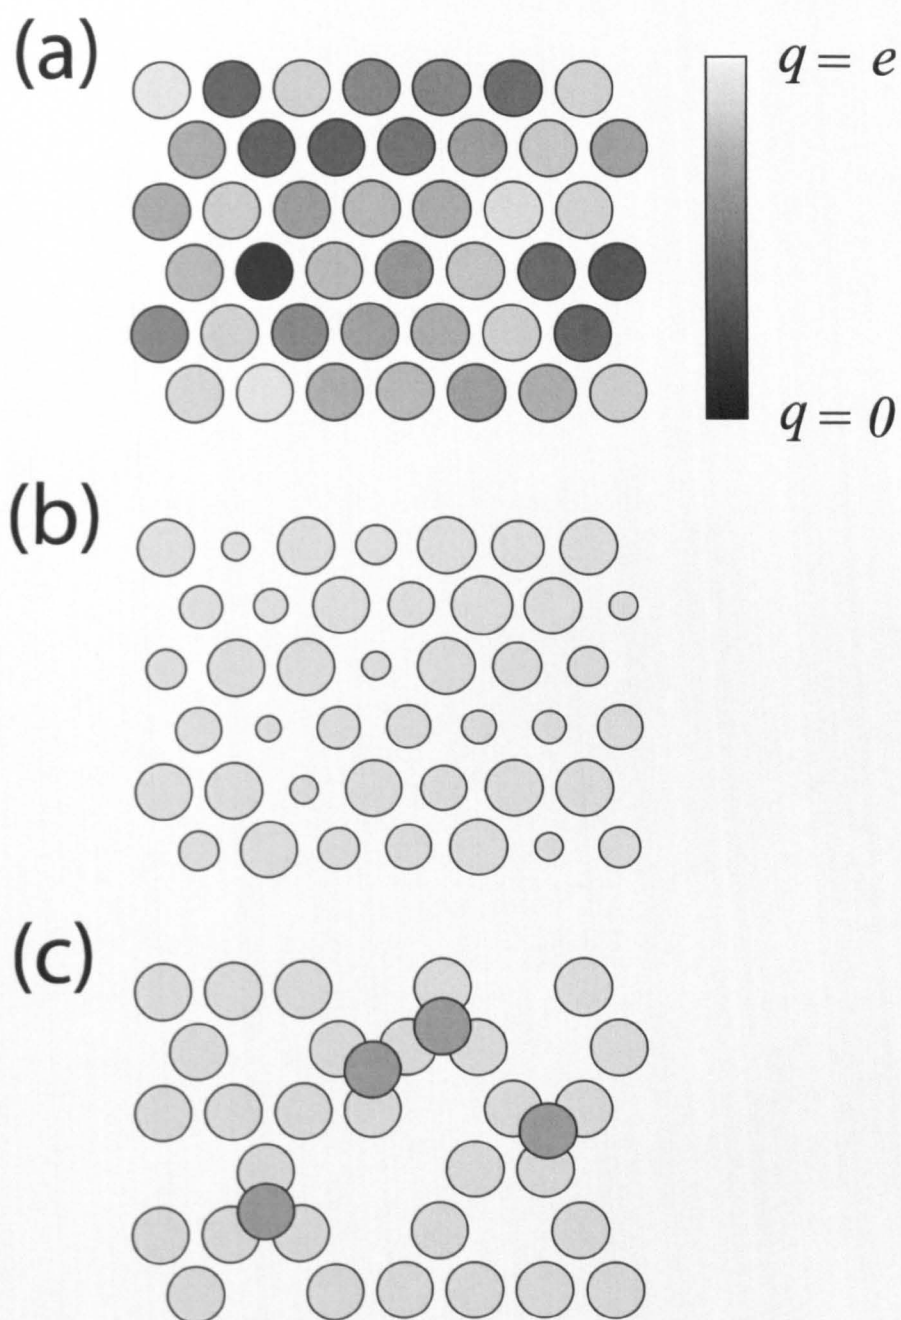 (a)
q = e
q = 0
(b)
(c)